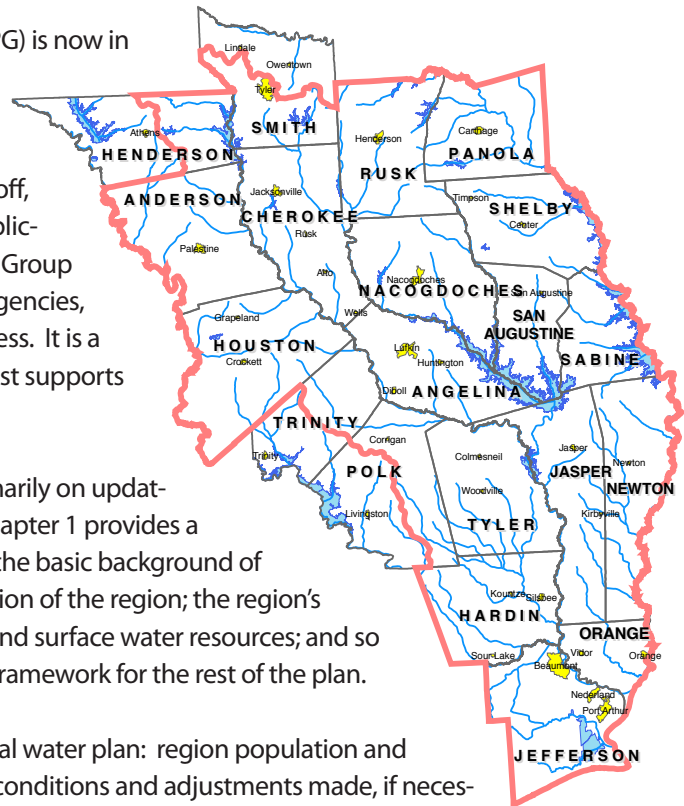 PG) is now in
off,
blic-
Group
gencies,
ess. It is a
st supports
narily on updat-
apter 1 provides a
the basic background of
tion of the region; the region's
nd surface water resources; and so
framework for the rest of the plan.
al water plan: region population and
conditions and adjustments made, if neces-
Lindale
Owentown
Tyler
SMITH
Athens
HENDERSON
Henderson
RUSK
Carthage
PANOLA
ANDERSON
Jacksonville
CHEROKEE
Rusk
Timpson
SHELBY
Center
Palestine
Alto
Nacogdoches
NACOGDOCHES
San Augustine
SAN
AUGUSTINE
Wells
Grapeland
HOUSTON
Crockett
Lufkin
Huntington
SABINE
Diboll
ANGELINA
TRINITY
Trinity
Corrigan
POLK
Livingston
Colmesneil
Woodville
TYLER
Jasper
JASPER
Newton
NEWTON
Kirbyville
Kountze
Silsbee
HARDIN
Sour Lake
ORANGE
Vidor
Orange
Beaumont
Nederland
Port Arthur
JEFFERSON